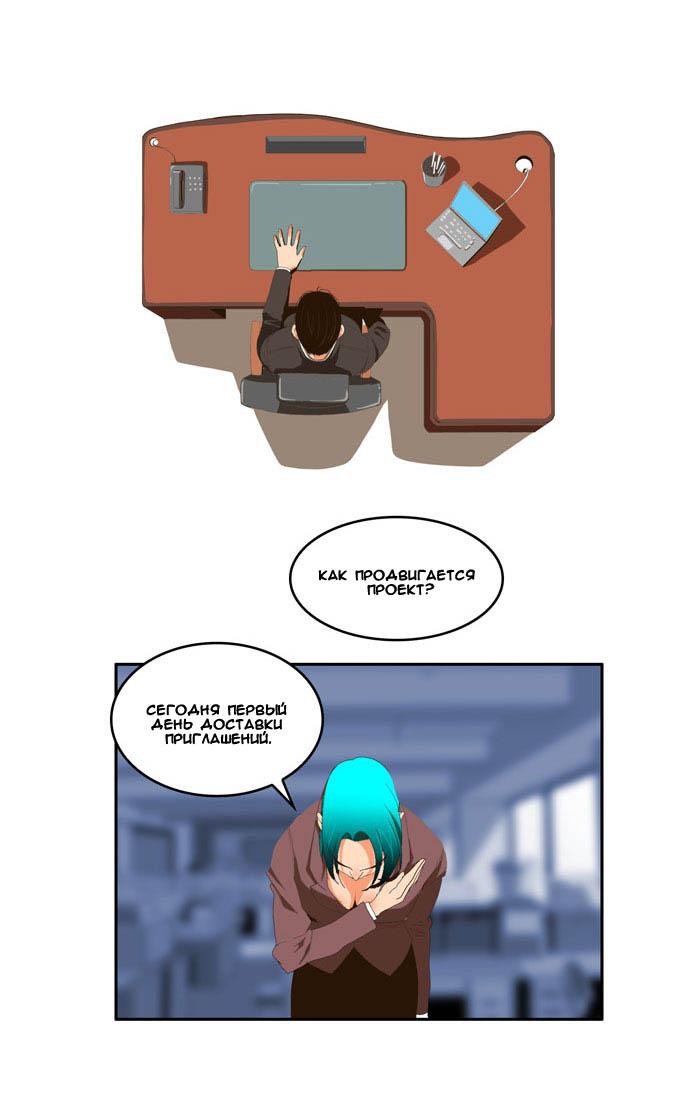 КАК ПРОДВИГАЕТСЯ
ПРОЕКТ?
СЕГОДНЯ ПЕРВЫЙ
ДЕНЬ ДОСТАВКИ
ПРИГЛАШЕНИЙ.